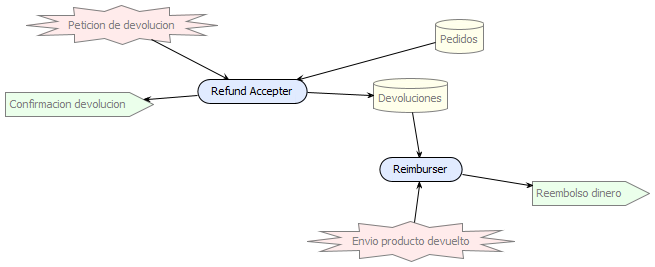 Peticion de devolucion
Pedidos
Refund Accepter
Confirmacion devolucion
Devoluciones
Reimburser
Reembolso dinero
Envio producto devuelto